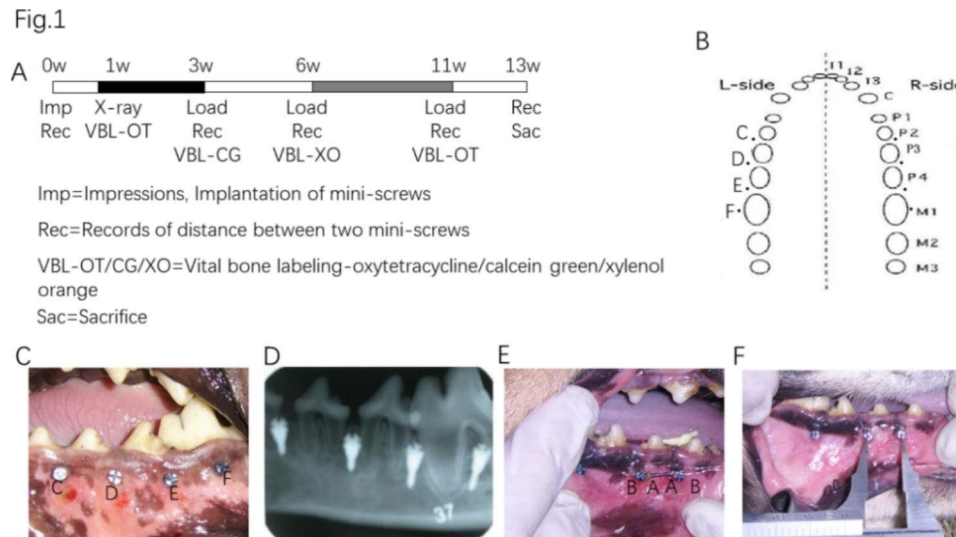 Fig.1
A
0w 1w 3w 6w 11w 13w
Imp X-ray Load Load Load Rec
Rec VBL-OT Rec Rec Rec Sac
VBL-CG VBL-XO VBL-OT
Imp=Impressions, Implantation of mini-screws
Rec=Records of distance between two mini-screws
VBL-OT/CG/XO=Vital bone labeling-oxytetracycline/calcein green/xylenol
orange
Sac=Sacrifice
B
I1
I2
L-side I3 R-side
C
P1
C P2
D P3
E P4
F M1
M2
M3
C D E F
C D E F
37
B A A B